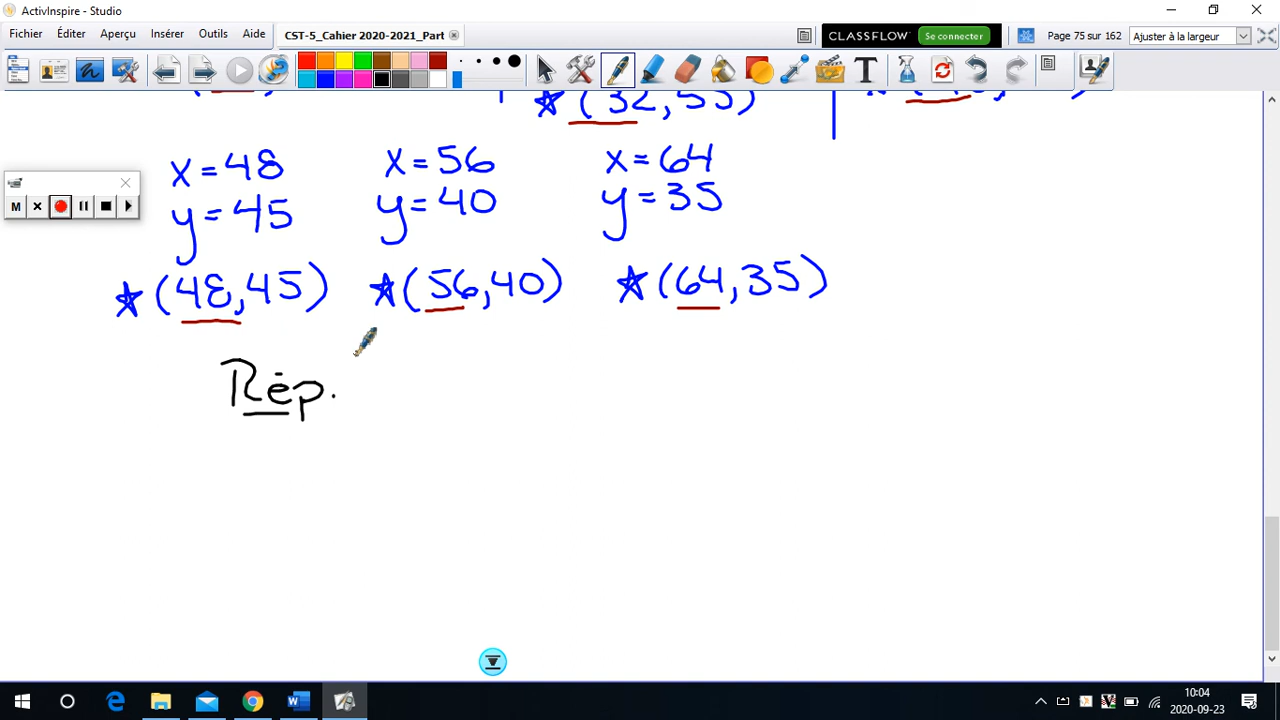 ActivInspire - Studio
Fichier Éditer Aperçu Insérer Outils Aide
CST-5_Cahier 2020-2021_Part
CLASSFLOW Se connecter
Page 75 sur 162
Ajuster à la largeur
★(32,55)
x=48 x=56 x=64
y=45 y=40 y=35
M
★(48,45) ★(56,40) ★(64,35)
Rép.
10:04
2020-09-23